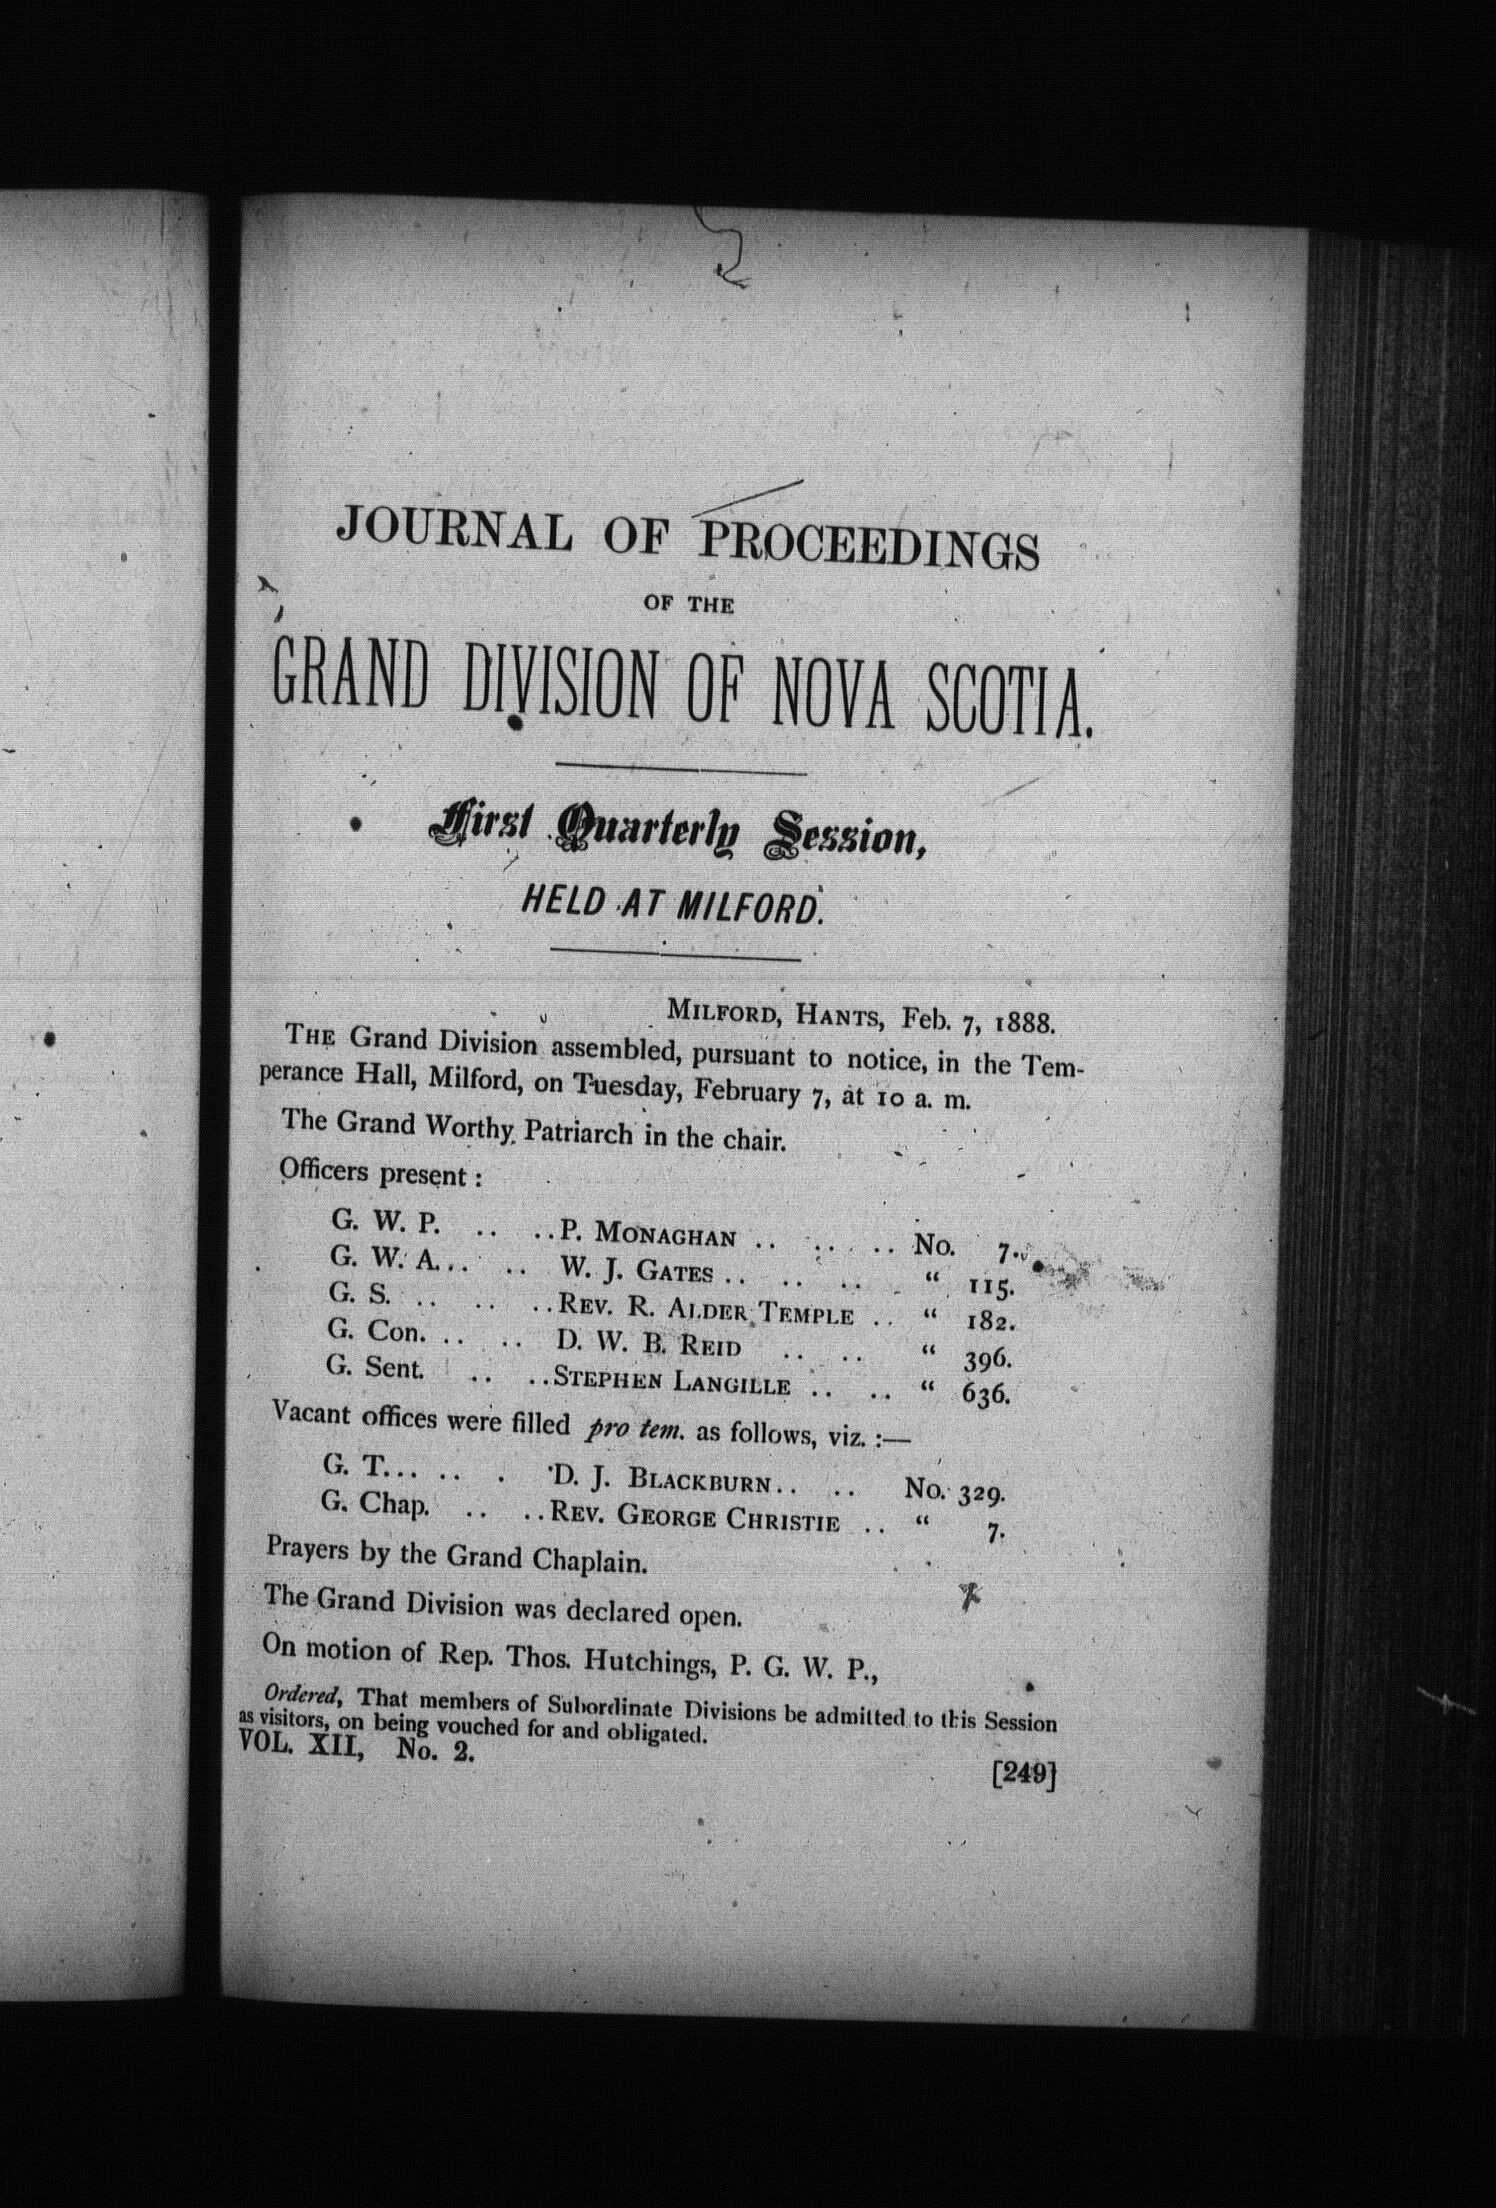 JOURNAL OF PROCEEDINGS
OF THE
GRAND DIVISION OF NOVA SCOTIA.
First Quarterly Session,
HELD AT MILFORD.
MILFORD, HANTS, Feb. 7, 1888.
THE Grand Division assembled, pursuant to notice, in the Tem-
perance Hall, Milford, on Tuesday, February 7, at 10 a. m.
The Grand Worthy Patriarch in the chair.
Officers present :
G. W. P. .. .. P. MONAGHAN .. .. .. No. 7.
G. W. A... .. W. J. GATES .. .. .. " 115.
G. S. .. .. .. REV. R. ALDER TEMPLE .. " 182.
G. Con. .. .. D. W. B. REID .. .. " 396.
G. Sent. .. .. STEPHEN LANGILLE .. .. " 636.
Vacant offices were filled pro tem. as follows, viz. :—
G. T... .. . D. J. BLACKBURN .. .. No. 329.
G. Chap. .. .. REV. GEORGE CHRISTIE .. " 7.
Prayers by the Grand Chaplain.
The Grand Division was declared open.
On motion of Rep. Thos. Hutchings, P. G. W. P.,
Ordered, That members of Subordinate Divisions be admitted to this Session
as visitors, on being vouched for and obligated.
VOL. XII, No. 2.
[249]